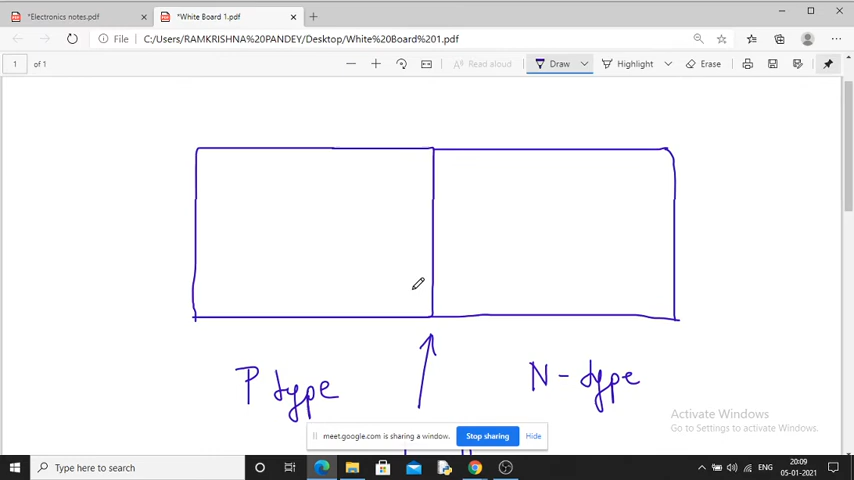 *Electronics notes.pdf
*White Board 1.pdf
File
C:/Users/RAMKRISHNA%20PANDEY/Desktop/White%20Board%201.pdf
1 of 1
Read aloud
Draw
Highlight
Erase
P type
N - type
Activate Windows
Go to Settings to activate Windows.
meet.google.com is sharing a window.
Stop sharing
Hide
Type here to search
ENG
20:09
05-01-2021